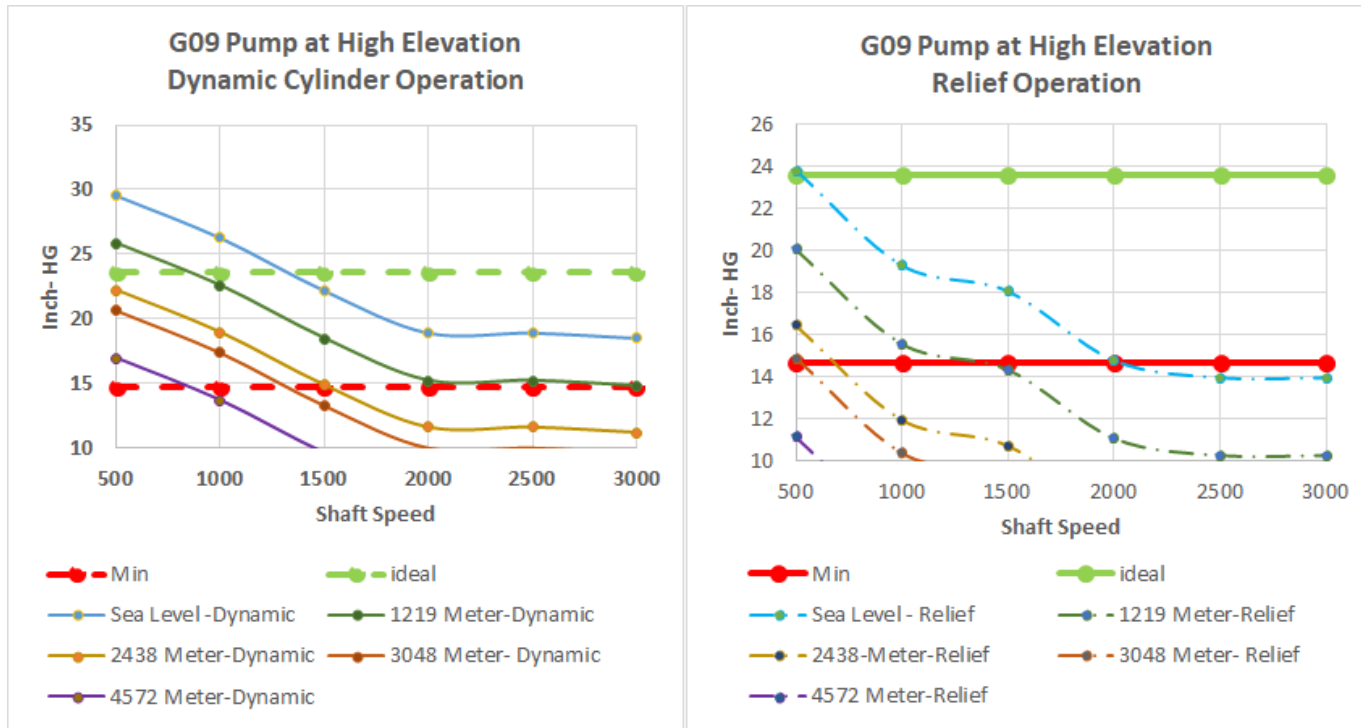 G09 Pump at High Elevation
Dynamic Cylinder Operation
35
30
25
20
15
10
Inch- HG
500 1000 1500 2000 2500 3000
Shaft Speed
Min ideal
Sea Level -Dynamic 1219 Meter-Dynamic
2438 Meter-Dynamic 3048 Meter- Dynamic
4572 Meter-Dynamic
G09 Pump at High Elevation
Relief Operation
26
24
22
20
18
16
14
12
10
Inch- HG
500 1000 1500 2000 2500 3000
Shaft Speed
Min ideal
Sea Level - Relief 1219 Meter-Relief
2438-Meter-Relief 3048 Meter- Relief
4572 Meter-Relief